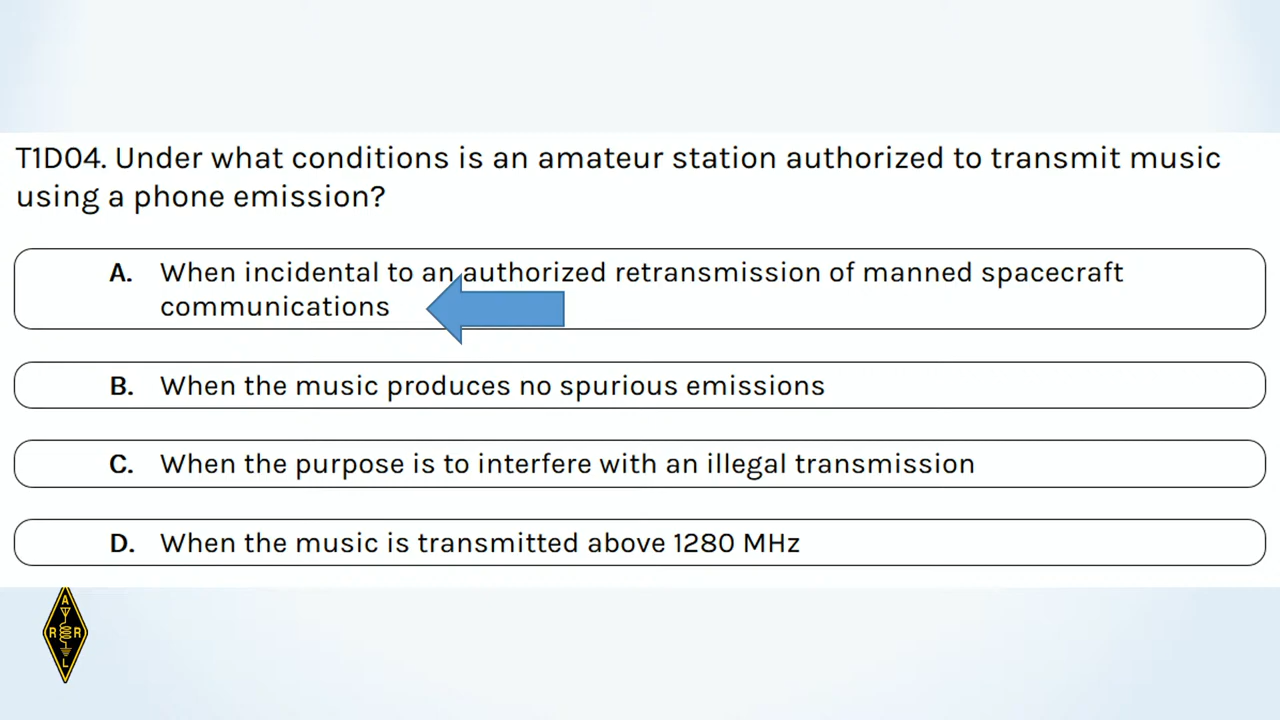 T1D04. Under what conditions is an amateur station authorized to transmit music
using a phone emission?
A. When incidental to an authorized retransmission of manned spacecraft
communications
B. When the music produces no spurious emissions
C. When the purpose is to interfere with an illegal transmission
D. When the music is transmitted above 1280 MHz
A
R R
L